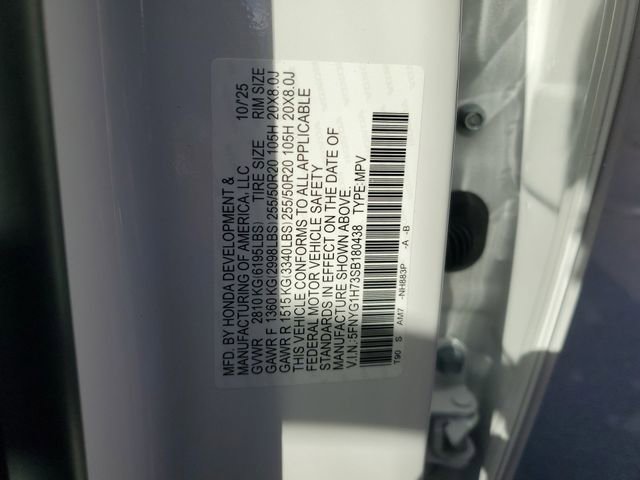 MFD. BY HONDA DEVELOPMENT &
MANUFACTURING OF AMERICA, LLC 10/'25
GVWR 2810 KG(6195LBS) TIRE SIZE RIM SIZE
GAWR F 1360 KG(2998LBS) 255/50R20 105H 20X8.0J
GAWR R 1515 KG(3340LBS) 255/50R20 105H 20X8.0J
THIS VEHICLE CONFORMS TO ALL APPLICABLE
FEDERAL MOTOR VEHICLE SAFETY
STANDARDS IN EFFECT ON THE DATE OF
MANUFACTURE SHOWN ABOVE.
V.I.N.:5FNYG1H73SB180438 TYPE:MPV
T90 S AM7 -NH883P -A -B